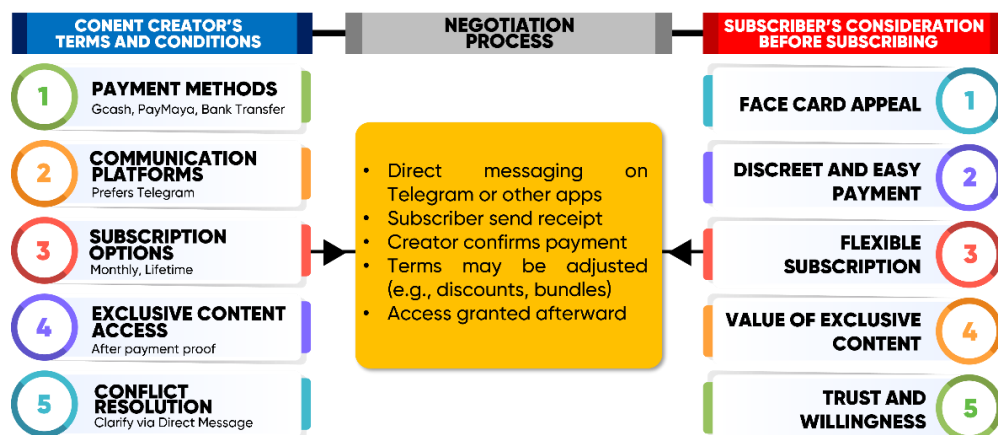 CONENT CREATOR'S
TERMS AND CONDITIONS
NEGOTIATION
PROCESS
SUBSCRIBER'S CONSIDERATION
BEFORE SUBSCRIBING
1
PAYMENT METHODS
Gcash, PayMaya, Bank Transfer
2
COMMUNICATION
PLATFORMS
Prefers Telegram
3
SUBSCRIPTION
OPTIONS
Monthly, Lifetime
4
EXCLUSIVE CONTENT
ACCESS
After payment proof
5
CONFLICT
RESOLUTION
Clarify via Direct Message
• Direct messaging on
Telegram or other apps
• Subscriber send receipt
• Creator confirms payment
• Terms may be adjusted
(e.g., discounts, bundles)
• Access granted afterward
FACE CARD APPEAL
1
DISCREET AND EASY
PAYMENT
2
FLEXIBLE
SUBSCRIPTION
3
VALUE OF EXCLUSIVE
CONTENT
4
TRUST AND
WILLINGNESS
5